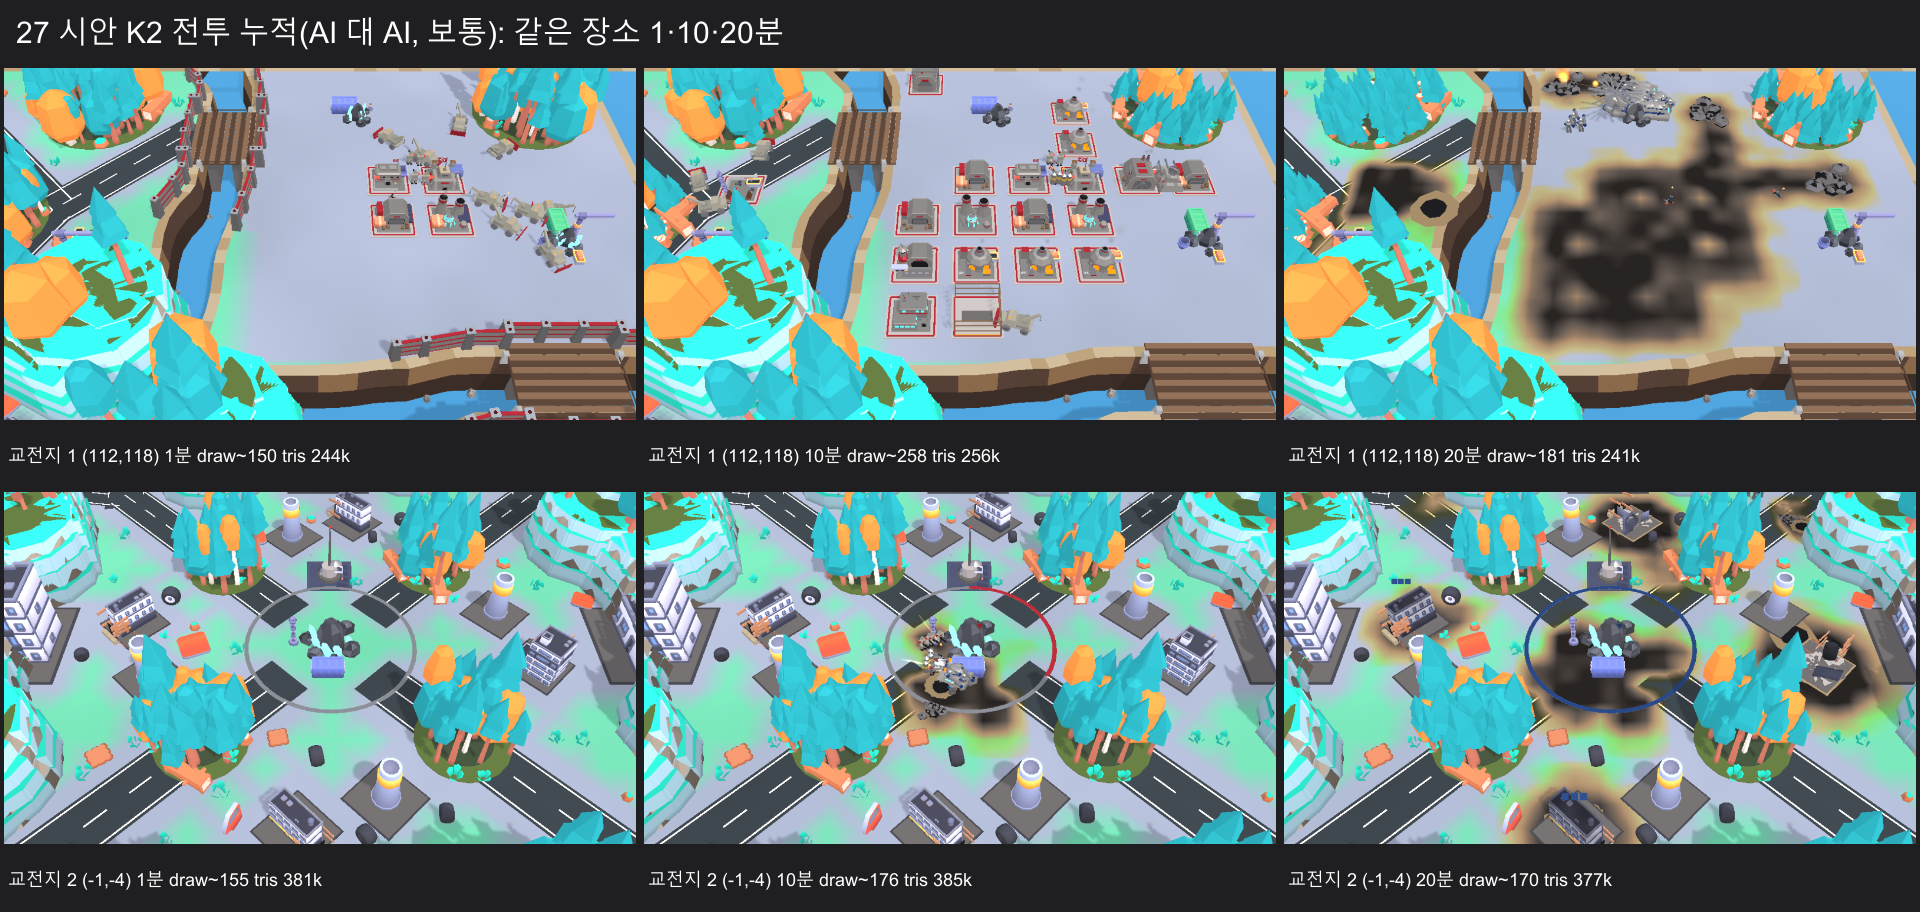 27 시안 K2 전투 누적(AI 대 AI, 보통): 같은 장소 1·10·20분
교전지 1 (112,118) 1분 draw~150 tris 244k
교전지 1 (112,118) 10분 draw~258 tris 256k
교전지 1 (112,118) 20분 draw~181 tris 241k
교전지 2 (-1,-4) 1분 draw~155 tris 381k
교전지 2 (-1,-4) 10분 draw~176 tris 385k
교전지 2 (-1,-4) 20분 draw~170 tris 377k